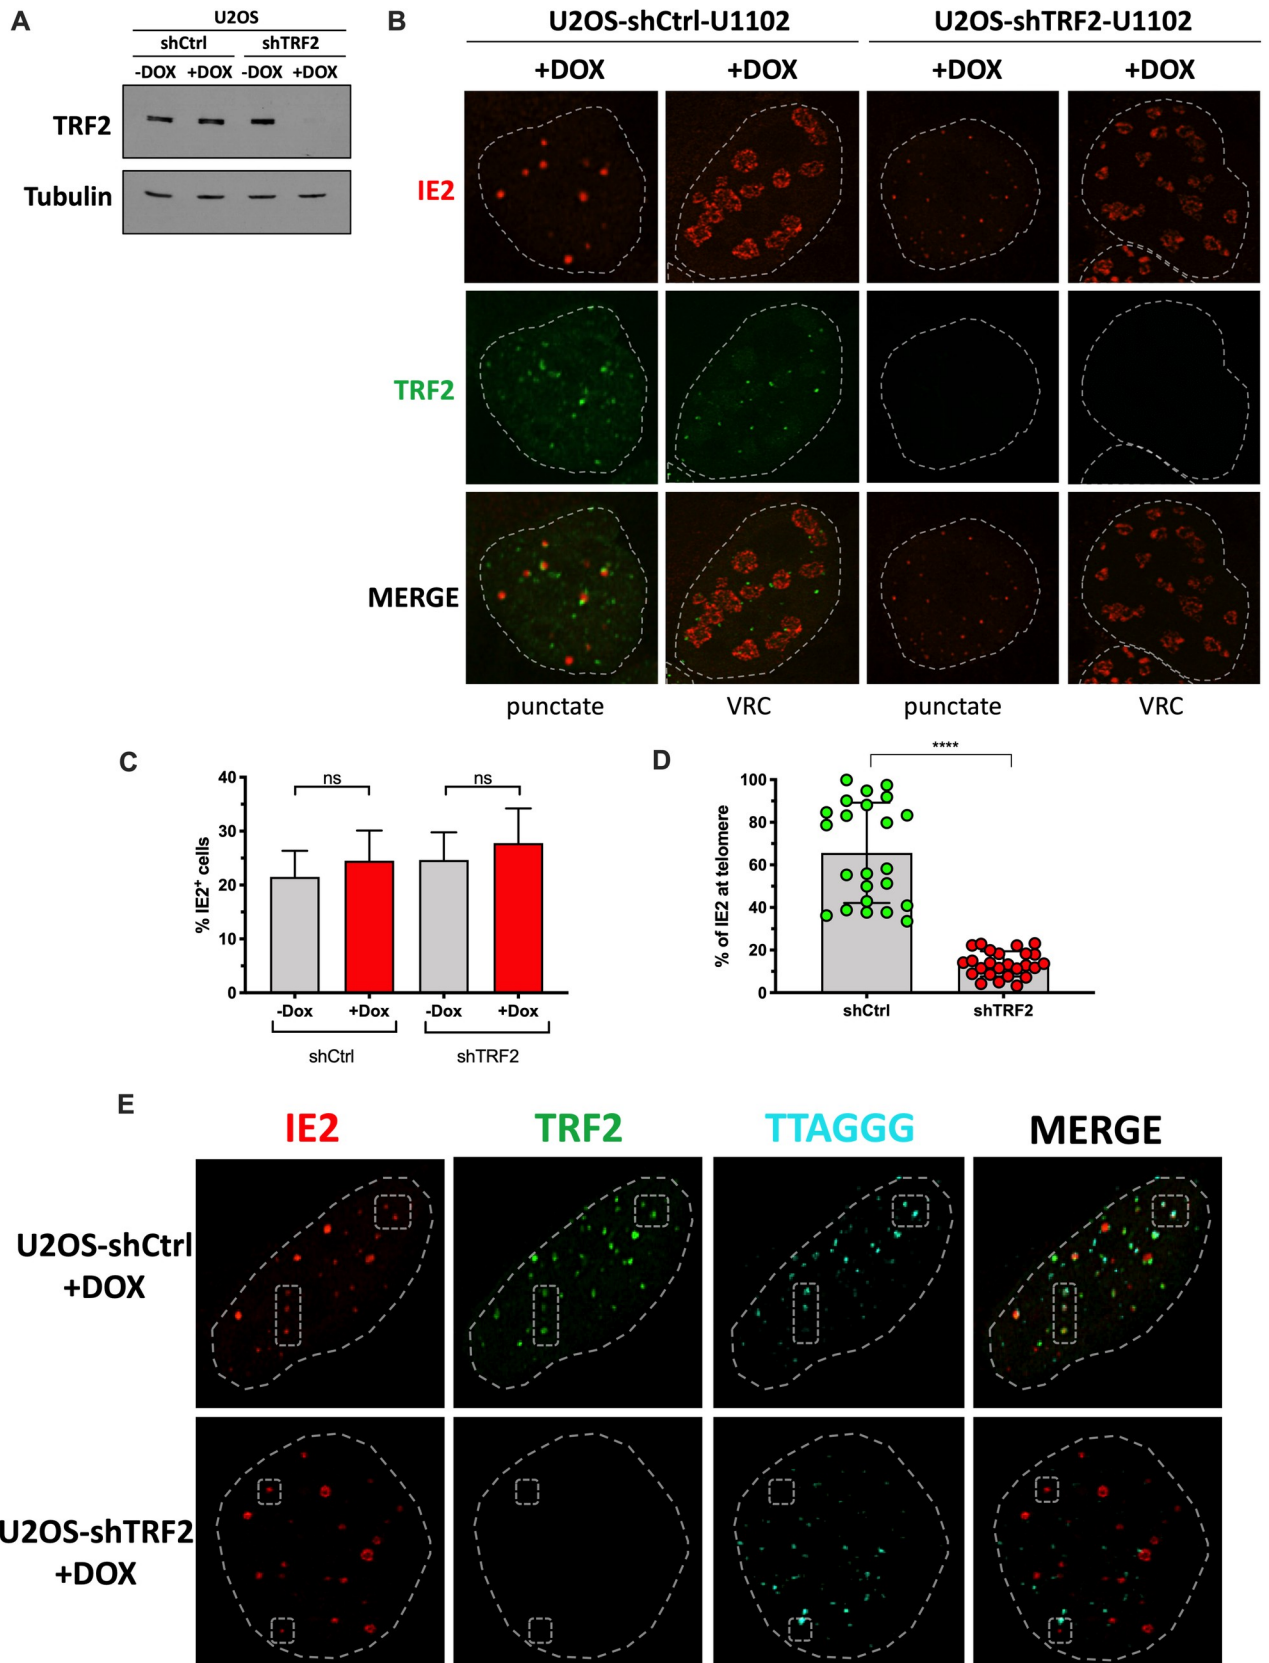 A
U2OS
shCtrl shTRF2
-DOX +DOX -DOX +DOX
TRF2
Tubulin
B
U2OS-shCtrl-U1102 U2OS-shTRF2-U1102
+DOX +DOX +DOX +DOX
IE2
TRF2
MERGE
punctate VRC punctate VRC
C
% IE2+ cells
40
30
20
10
0
ns ns
-Dox +Dox -Dox +Dox
shCtrl shTRF2
D
% of IE2 at telomere
100
80
60
40
20
0
****
shCtrl shTRF2
E
IE2 TRF2 TTAGGG MERGE
U2OS-shCtrl
+DOX
U2OS-shTRF2
+DOX